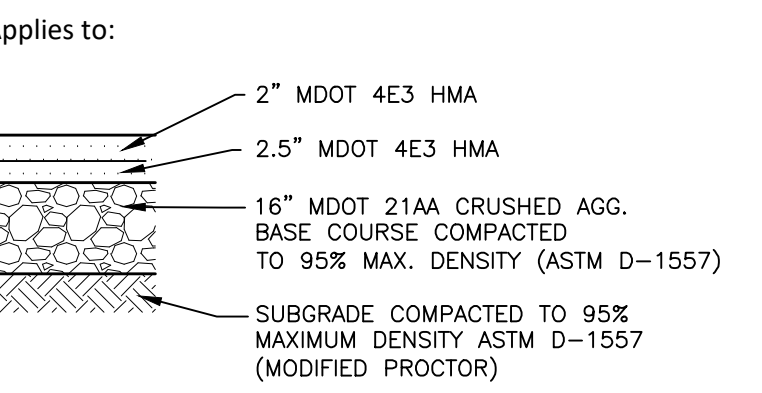 to:
2” MDOT 4E3 HMA
2.5” MDOT 4E3 HMA
16” MDOT 21AA CRUSHED AGG.
BASE COURSE COMPACTED
TO 95% MAX. DENSITY (ASTM D–1557)
SUBGRADE COMPACTED TO 95%
MAXIMUM DENSITY ASTM D–1557
(MODIFIED PROCTOR)